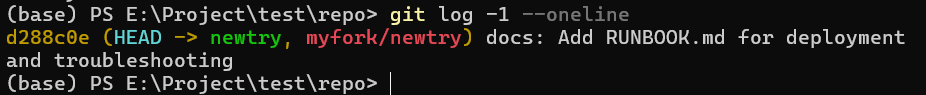 (base) PS E:\Project\test\repo> git log -1 --oneline
d288c0e (HEAD -> newtry, myfork/newtry) docs: Add RUNBOOK.md for deployment
and troubleshooting
(base) PS E:\Project\test\repo>